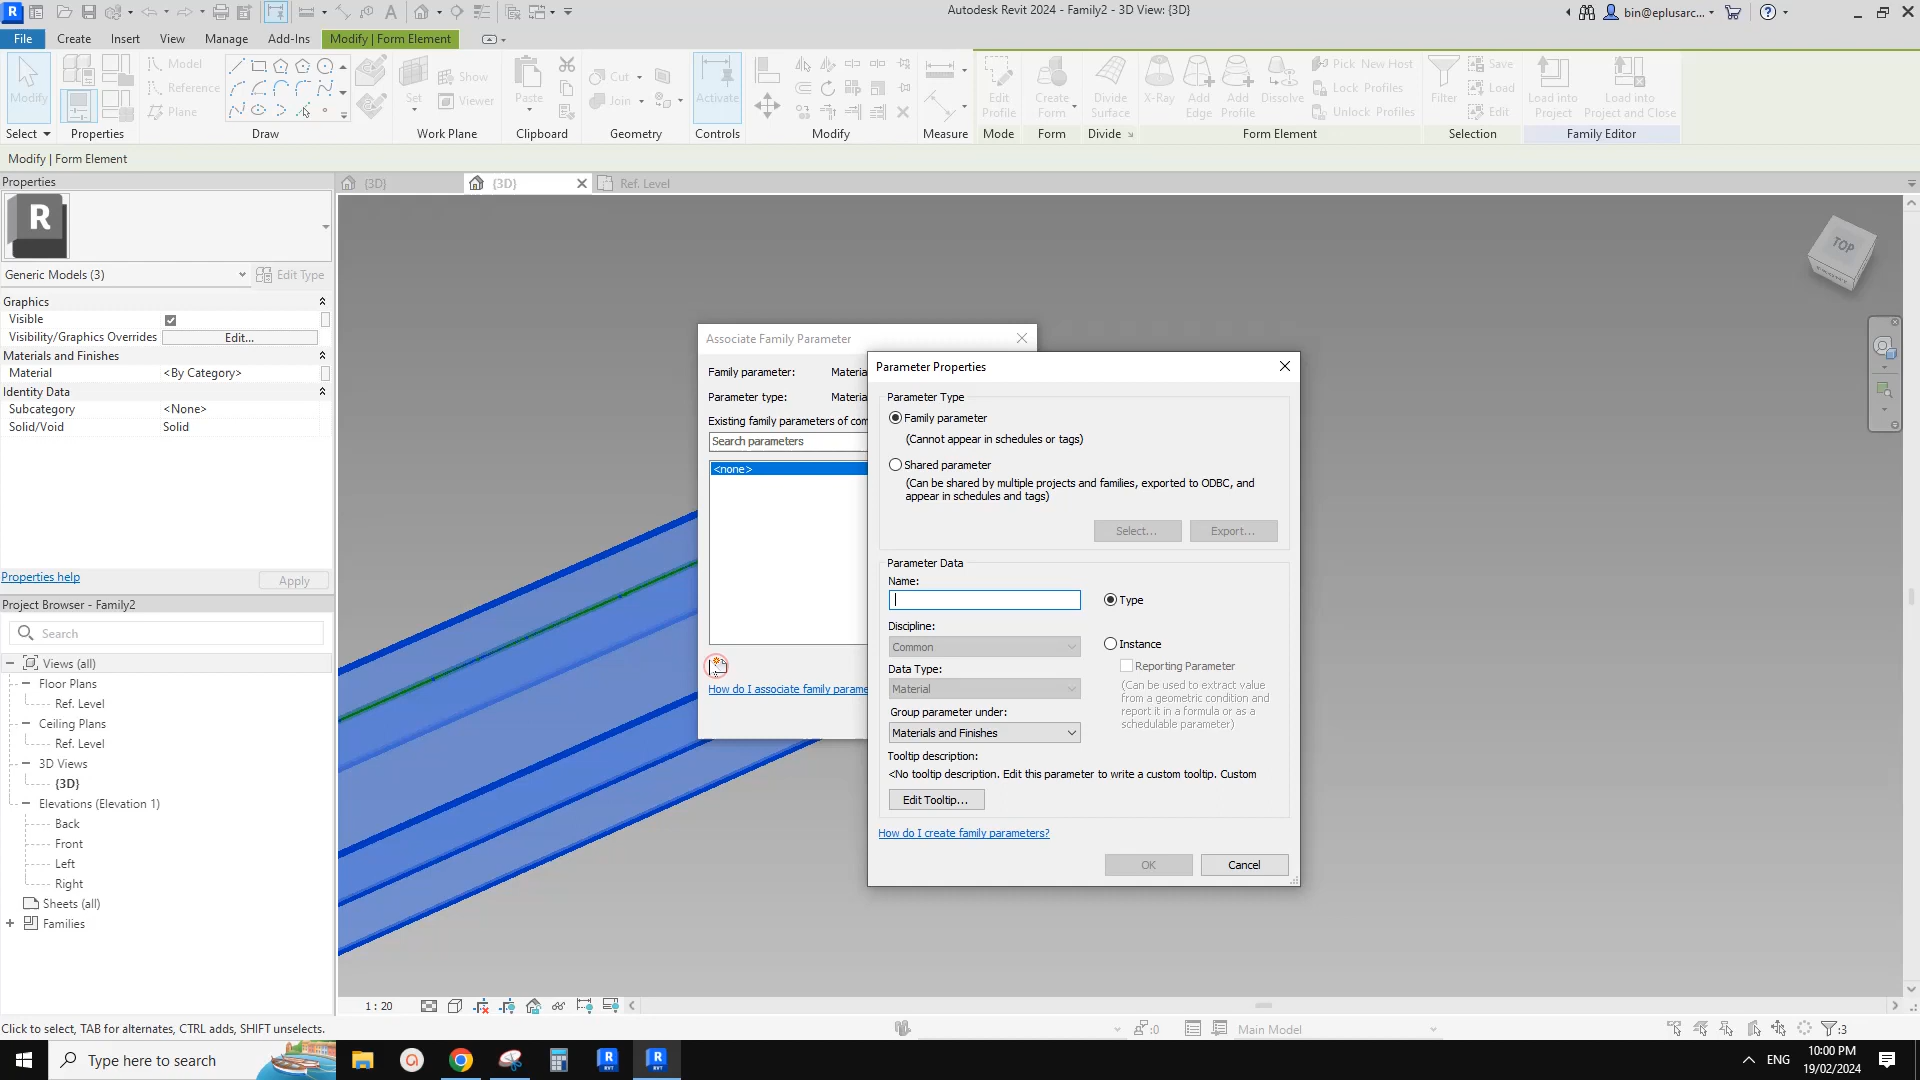 Autodesk Revit 2024 - Family2 - 3D View: {3D}
bin@eplusarc...
File Create Insert View Manage Add-Ins Modify | Form Element
Modify
Model
Reference
Plane
Set
Show
Viewer
Paste
Cut
Join
Activate
Edit Profile
Create Form
Divide Surface
X-Ray
Add Edge
Add Profile
Dissolve
Pick New Host
Lock Profiles
Unlock Profiles
Filter
Save
Load
Edit
Load into Project
Load into Project and Close
Select Properties Draw Work Plane Clipboard Geometry Controls Modify Measure Mode Form Divide Form Element Selection Family Editor
Modify | Form Element
Properties
{3D}
{3D}
Ref. Level
R
TOP
Generic Models (3)
Edit Type
Graphics
Visible
Visibility/Graphics Overrides Edit...
Materials and Finishes
Material <By Category>
Identity Data
Subcategory <None>
Solid/Void Solid
Properties help
Apply
Project Browser - Family2
Search
Views (all)
Floor Plans
Ref. Level
Ceiling Plans
Ref. Level
3D Views
{3D}
Elevations (Elevation 1)
Back
Front
Left
Right
Sheets (all)
Families
Associate Family Parameter
Family parameter: Materia
Parameter type: Materia
Existing family parameters of com
Search parameters
<none>
How do I associate family parame
Parameter Properties
Parameter Type
Family parameter
(Cannot appear in schedules or tags)
Shared parameter
(Can be shared by multiple projects and families, exported to ODBC, and
appear in schedules and tags)
Select... Export...
Parameter Data
Name:
Type
Discipline:
Common
Instance
Data Type:
Reporting Parameter
Material
(Can be used to extract value
from a geometric condition and
report it in a formula or as a
schedulable parameter)
Group parameter under:
Materials and Finishes
Tooltip description:
<No tooltip description. Edit this parameter to write a custom tooltip. Custom
Edit Tooltip...
How do I create family parameters?
OK Cancel
1 : 20
Click to select, TAB for alternates, CTRL adds, SHIFT unselects.
:0
Main Model
:3
Type here to search
ENG
10:00 PM
19/02/2024